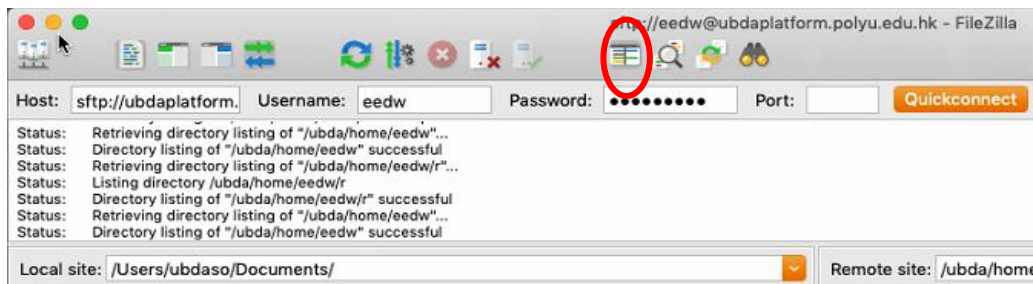 sftp://eedw@ubdaplatform.polyu.edu.hk - FileZilla
Host: sftp://ubdaplatform. Username: eedw Password: ●●●●●●●●● Port: Quickconnect
Status: Retrieving directory listing of "/ubda/home/eedw"...
Status: Directory listing of "/ubda/home/eedw" successful
Status: Retrieving directory listing of "/ubda/home/eedw/r"...
Status: Listing directory /ubda/home/eedw/r
Status: Directory listing of "/ubda/home/eedw/r" successful
Status: Retrieving directory listing of "/ubda/home/eedw"...
Status: Directory listing of "/ubda/home/eedw" successful
Local site: /Users/ubdaso/Documents/ Remote site: /ubda/home